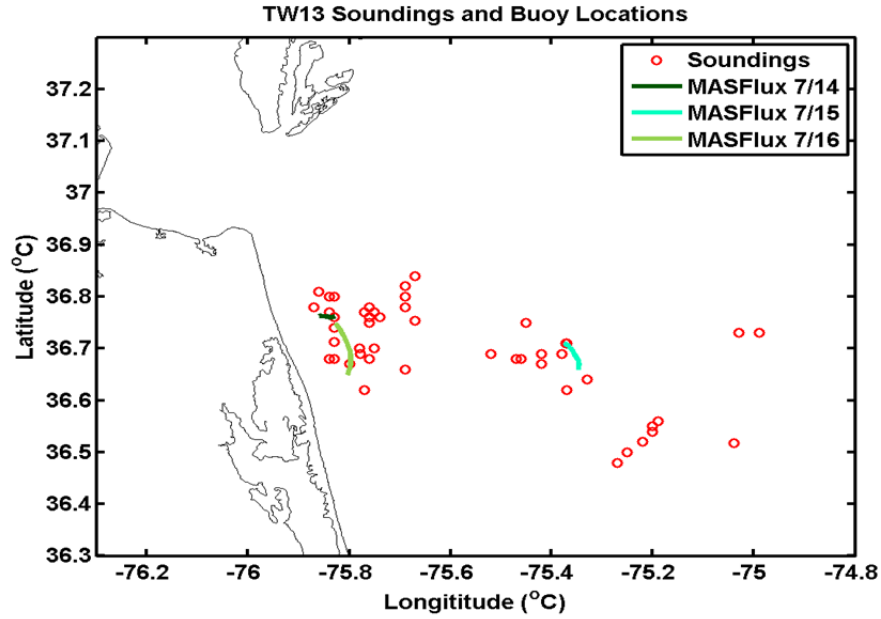 TW13 Soundings and Buoy Locations
Soundings
MASFlux 7/14
MASFlux 7/15
MASFlux 7/16
37.2
37.1
37
36.9
36.8
36.7
36.6
36.5
36.4
36.3
Latitude (°C)
-76.2
-76
-75.8
-75.6
-75.4
-75.2
-75
-74.8
Longititude (°C)